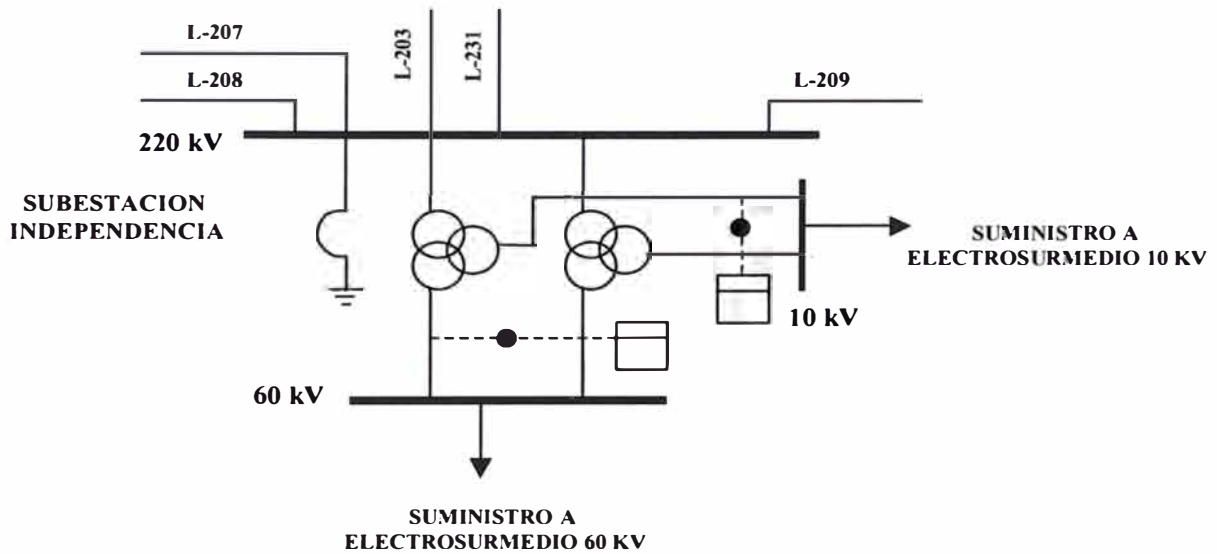 L-207
L-203
L-231
L-208
L-209
220 kV
SUBESTACION
INDEPENDENCIA
SUMINISTRO A
ELECTROSURMEDIO 10 KV
10 kV
60 kV
SUMINISTRO A
ELECTROSURMEDIO 60 KV